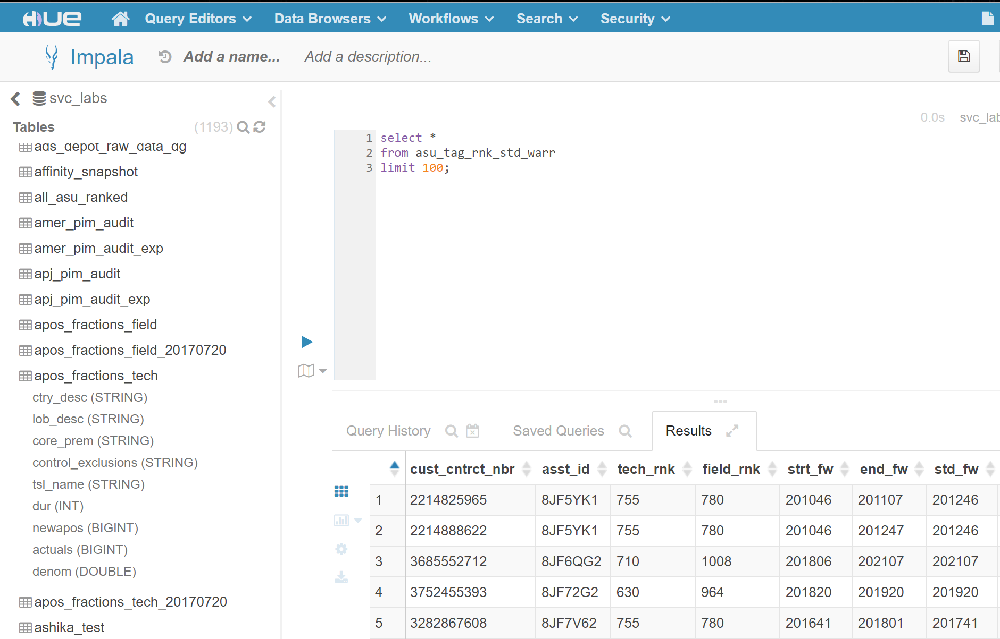 HUE Query Editors Data Browsers Workflows Search Security
Impala Add a name... Add a description...
svc_labs
Tables (1193)
ads_depot_raw_data_dg
affinity_snapshot
all_asu_ranked
amer_pim_audit
amer_pim_audit_exp
apj_pim_audit
apj_pim_audit_exp
apos_fractions_field
apos_fractions_field_20170720
apos_fractions_tech
ctry_desc (STRING)
lob_desc (STRING)
core_prem (STRING)
control_exclusions (STRING)
tsl_name (STRING)
dur (INT)
newapos (BIGINT)
actuals (BIGINT)
denom (DOUBLE)
apos_fractions_tech_20170720
ashika_test
0.0s svc_lab
1 select *
2 from asu_tag_rnk_std_warr
3 limit 100;
Query History Saved Queries Results
cust_cntrct_nbr asst_id tech_rnk field_rnk strt_fw end_fw std_fw
1 2214825965 8JF5YK1 755 780 201046 201107 201246
2 2214888622 8JF5YK1 755 780 201046 201247 201246
3 3685552712 8JF6QG2 710 1008 201806 202107 202107
4 3752455393 8JF72G2 630 964 201820 201920 201920
5 3282867608 8JF7V62 755 780 201641 201801 201741